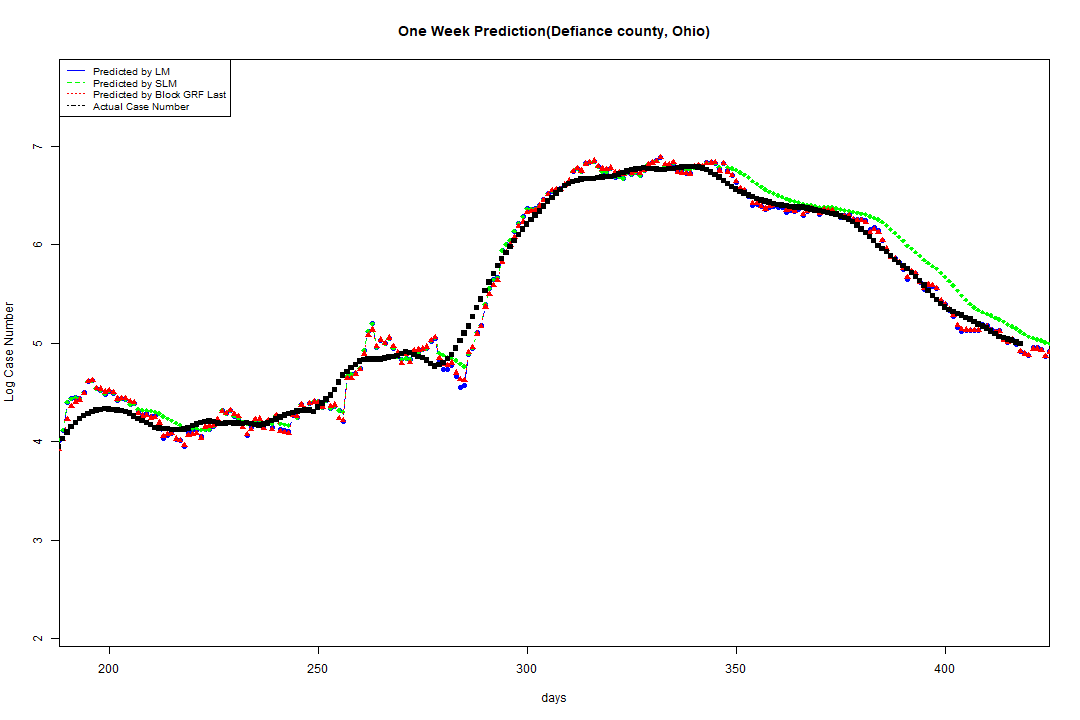 One Week Prediction(Defiance county, Ohio)
Predicted by LM
Predicted by SLM
Predicted by Block GRF Last
Actual Case Number
7
6
5
4
3
2
Log Case Number
200 250 300 350 400
days